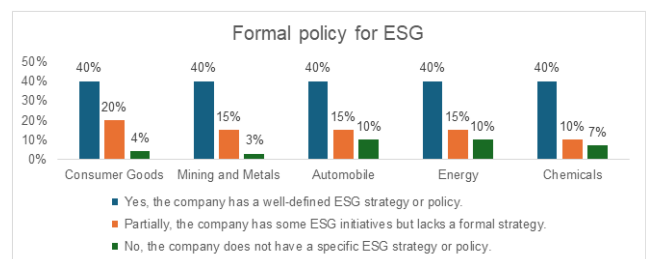 Formal policy for ESG
50%
40%
30%
20%
10%
0%
40% 20% 4% 40% 15% 3% 40% 15% 10% 40% 15% 10% 40% 10% 7%
Consumer Goods Mining and Metals Automobile Energy Chemicals
Yes, the company has a well-defined ESG strategy or policy.
Partially, the company has some ESG initiatives but lacks a formal strategy.
No, the company does not have a specific ESG strategy or policy.